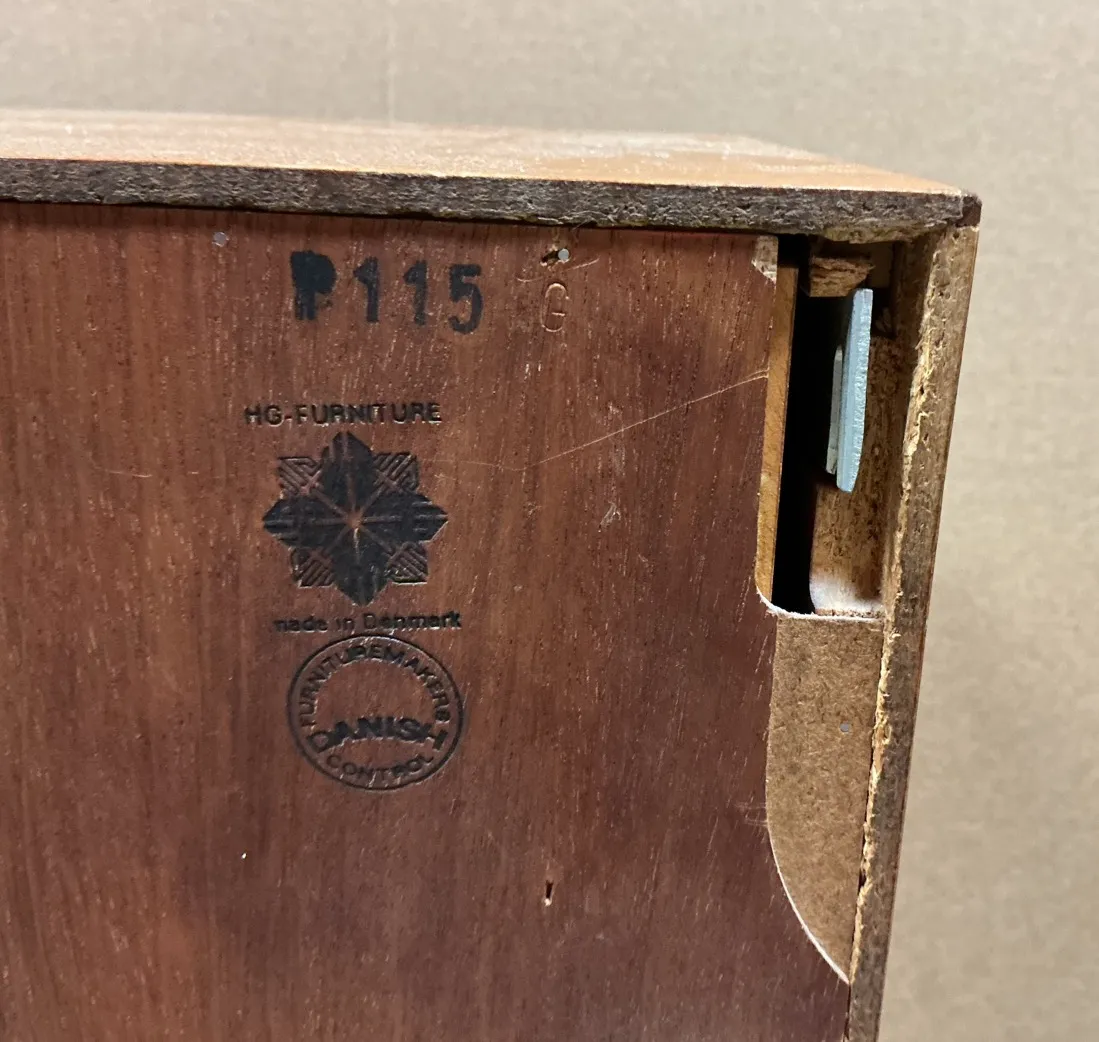 P115
G
HG-FURNITURE
made in Denmark
FURNITUREMAKERS
DANISH
CONTROL